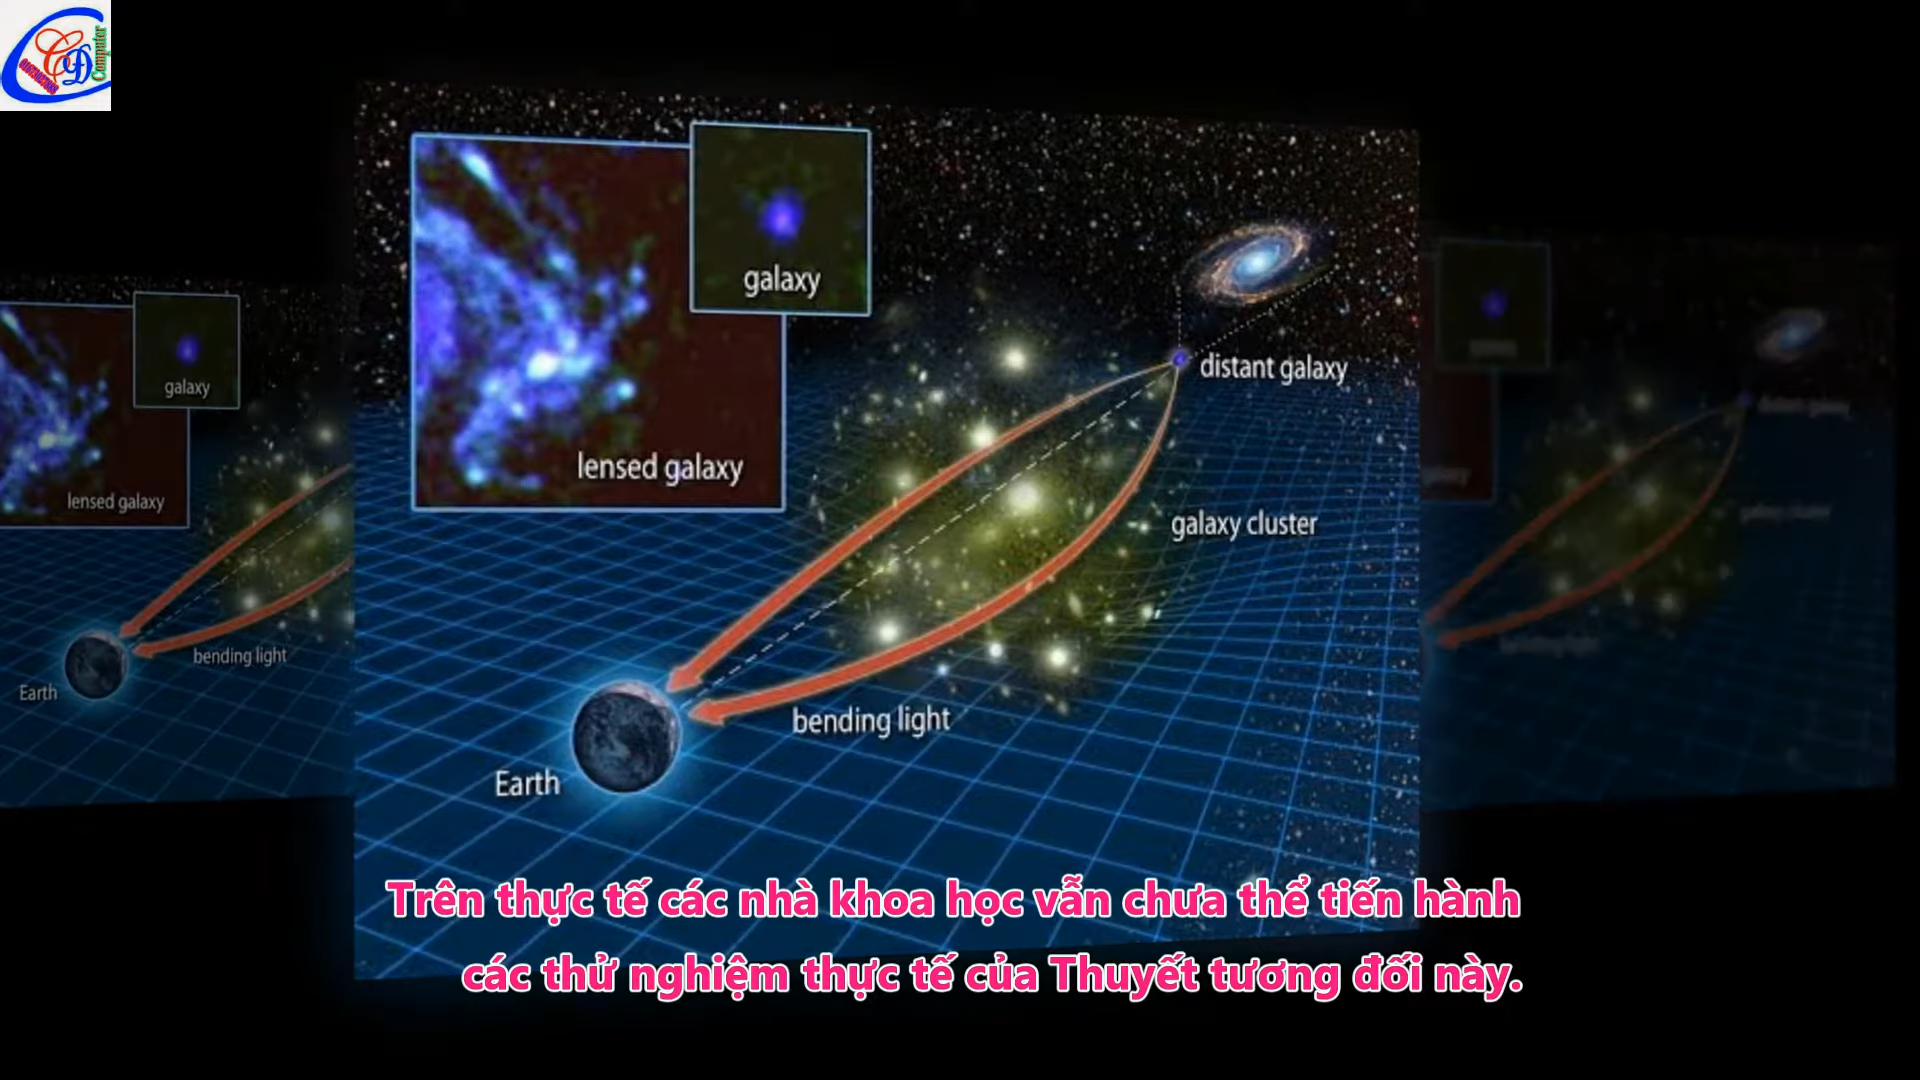 Computer
galaxy
lensed galaxy
distant galaxy
galaxy cluster
bending light
Earth
galaxy
lensed galaxy
bending light
Earth
Trên thực tế các nhà khoa học vẫn chưa thể tiến hành
các thử nghiệm thực tế của Thuyết tương đối này.